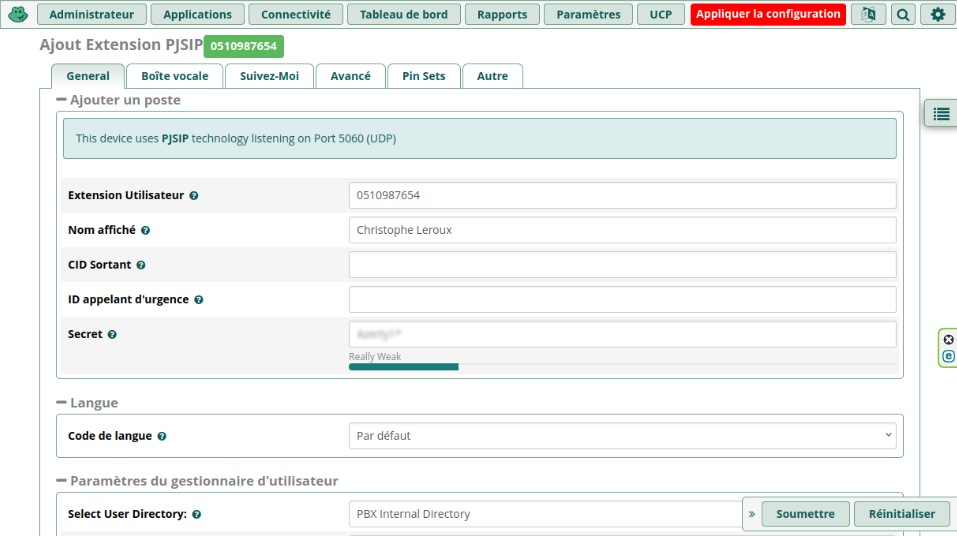 Administrateur Applications Connectivité Tableau de bord Rapports Paramètres UCP Appliquer la configuration
Ajout Extension PJSIP 0510987654
General Boîte vocale Suivez-Moi Avancé Pin Sets Autre
Ajouter un poste
This device uses PJSIP technology listening on Port 5060 (UDP)
Extension Utilisateur 0510987654
Nom affiché Christophe Leroux
CID Sortant
ID appelant d'urgence
Secret
Really Weak
Langue
Code de langue Par défaut
Paramètres du gestionnaire d'utilisateur
Select User Directory: PBX Internal Directory
» Soumettre Réinitialiser